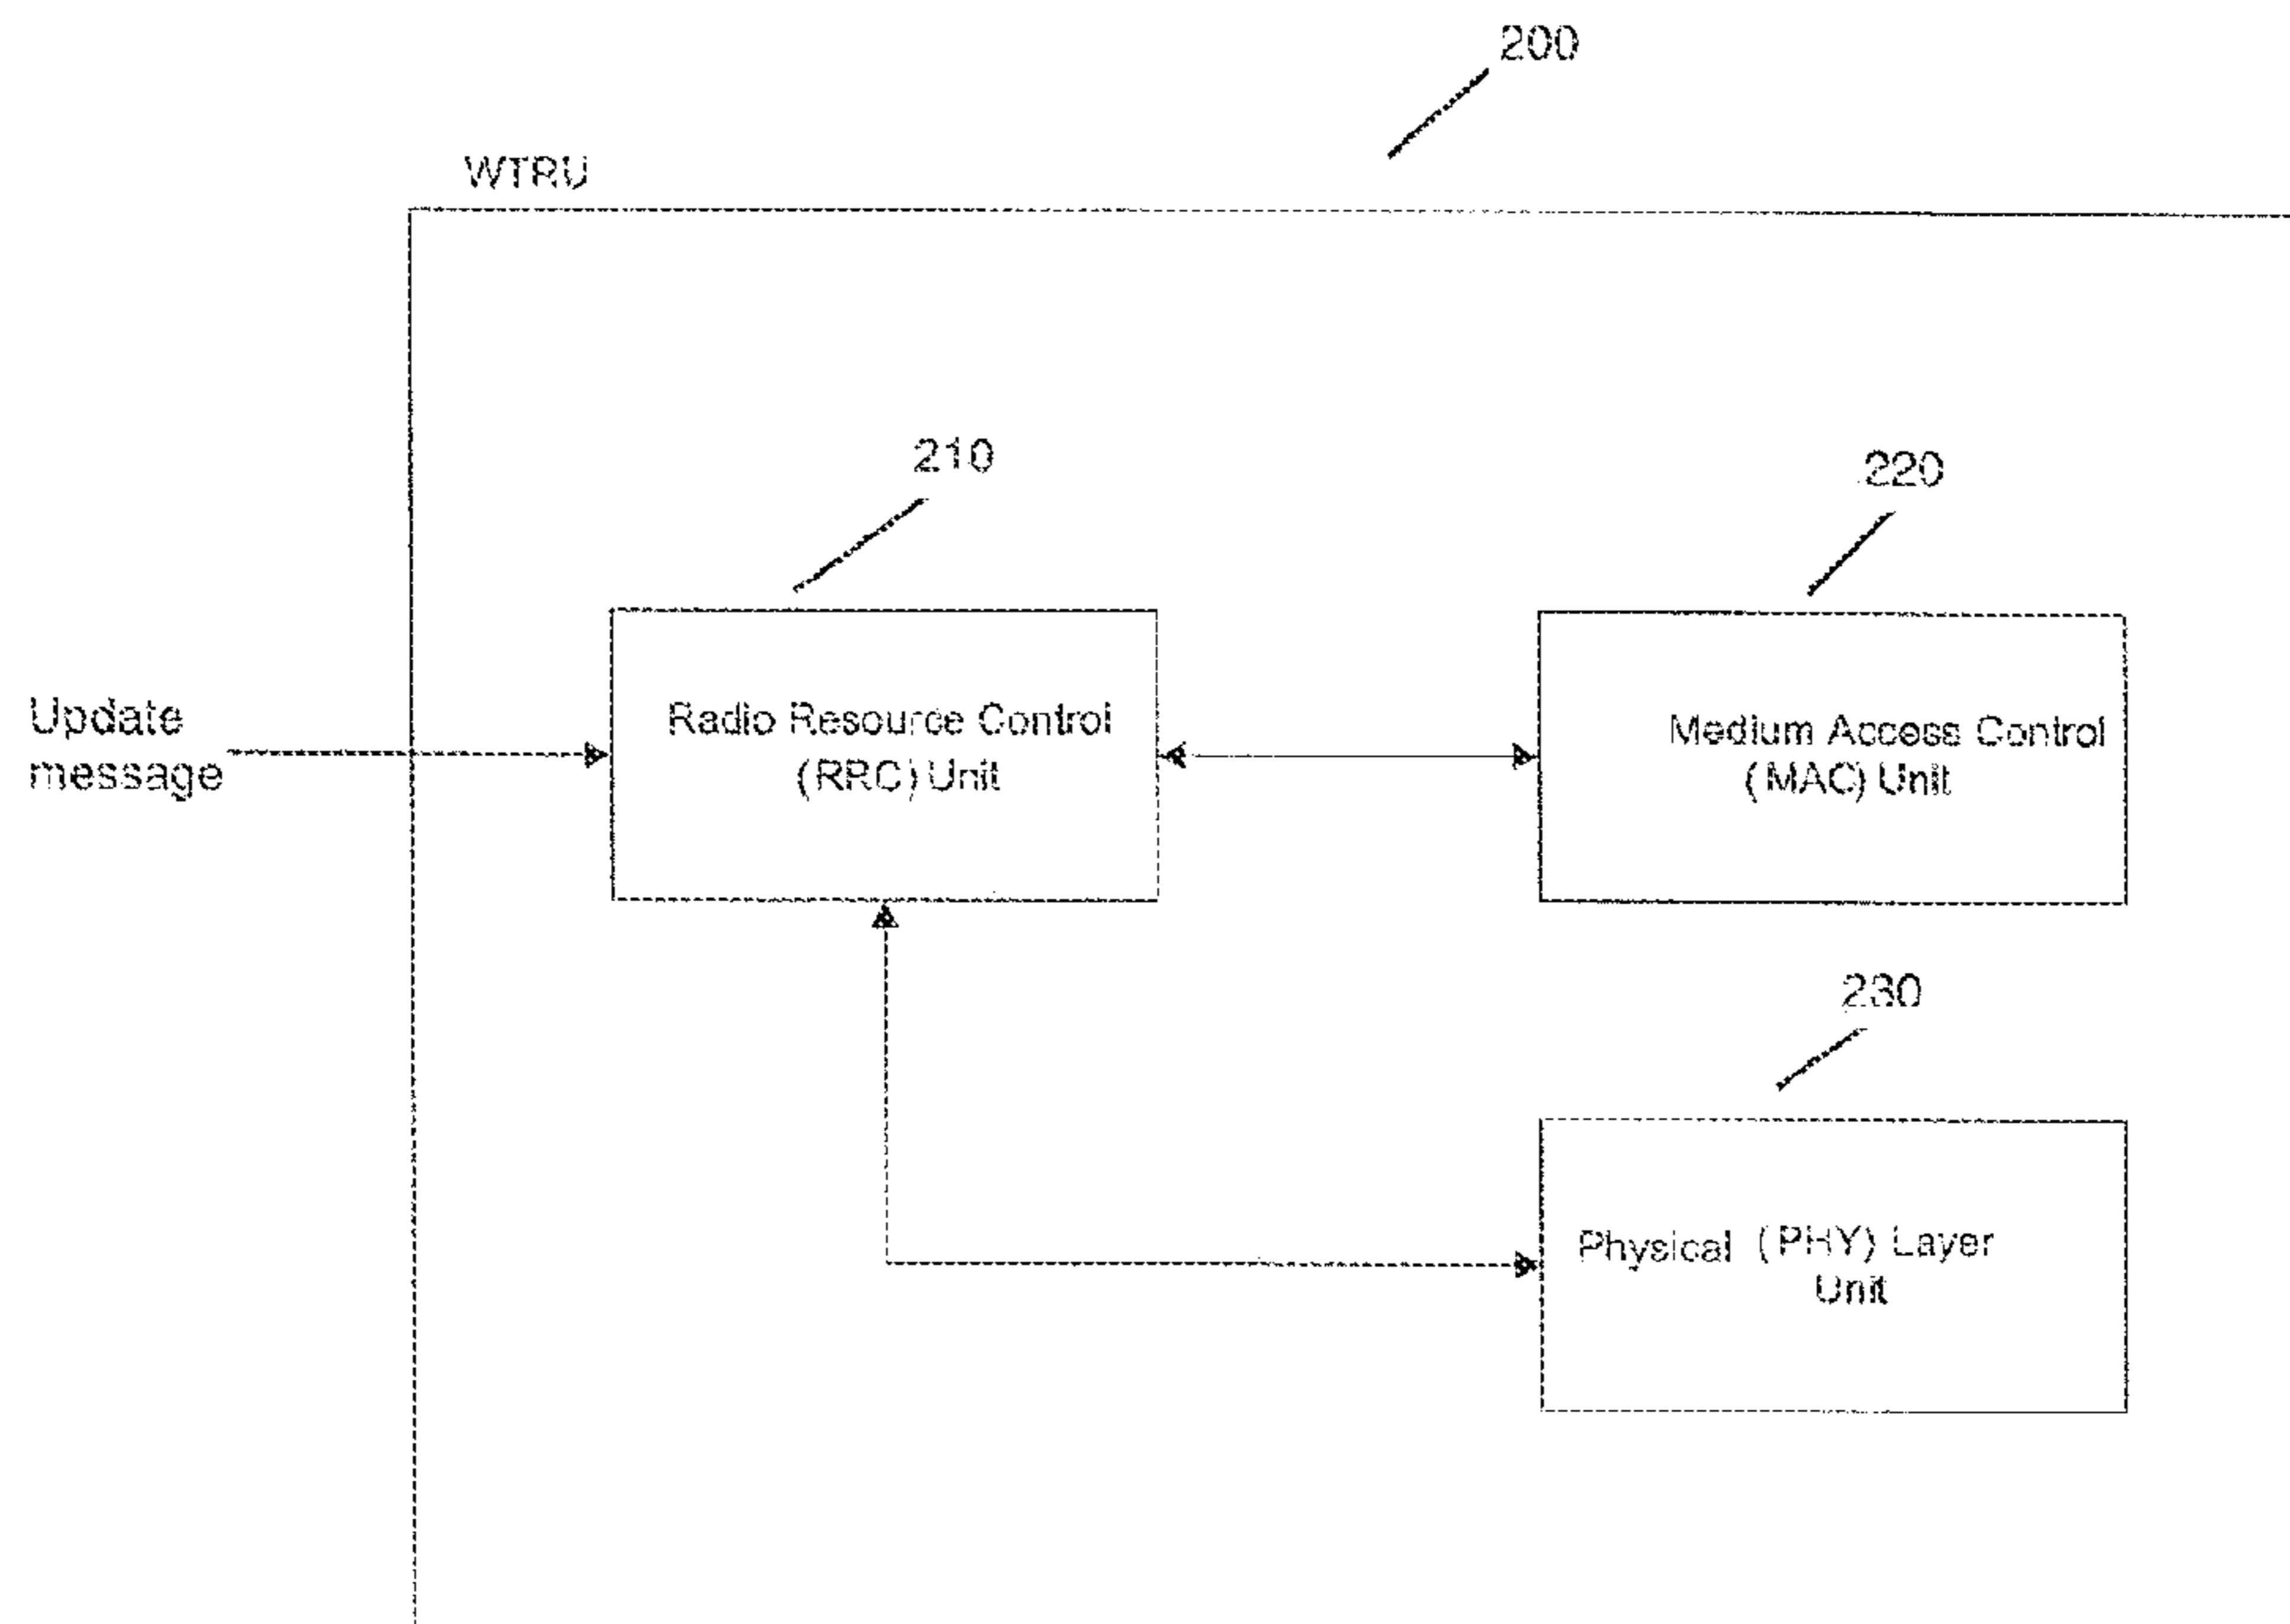 200
WTRU
210
220
Update
message
Radio Resource Control
(RRC) Unit
Medium Access Control
(MAC) Unit
230
Physical (PHY) Layer
Unit